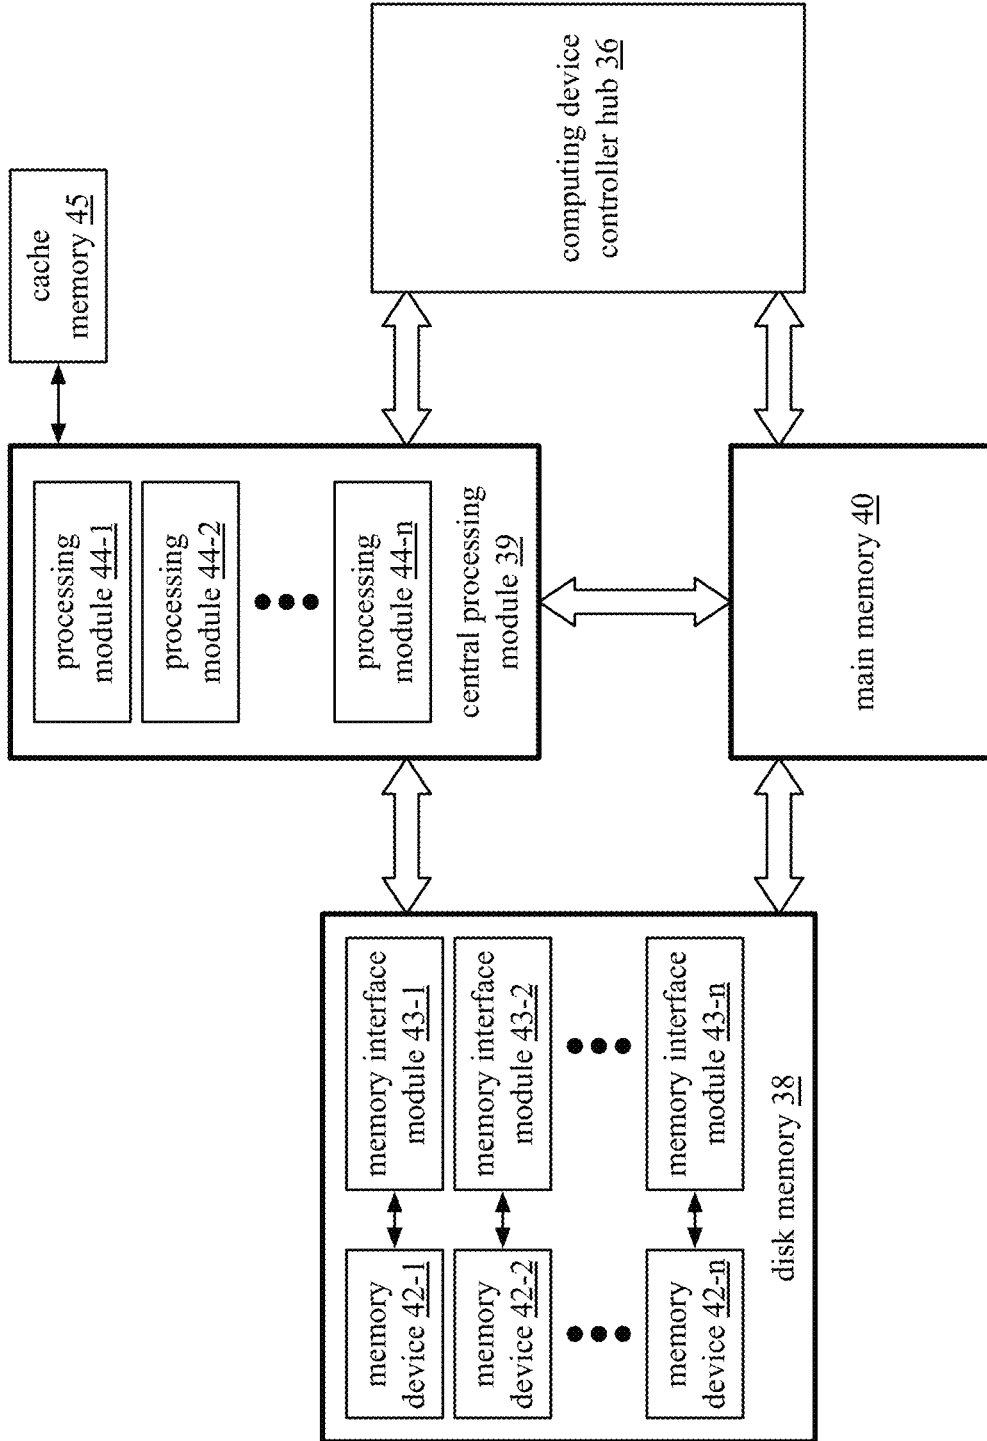 memory
device 42-1
memory interface
module 43-1
memory
device 42-2
memory interface
module 43-2
memory
device 42-n
memory interface
module 43-n
disk memory 38
processing
module 44-1
processing
module 44-2
processing
module 44-n
central processing
module 39
main memory 40
cache
memory 45
computing device
controller hub 36